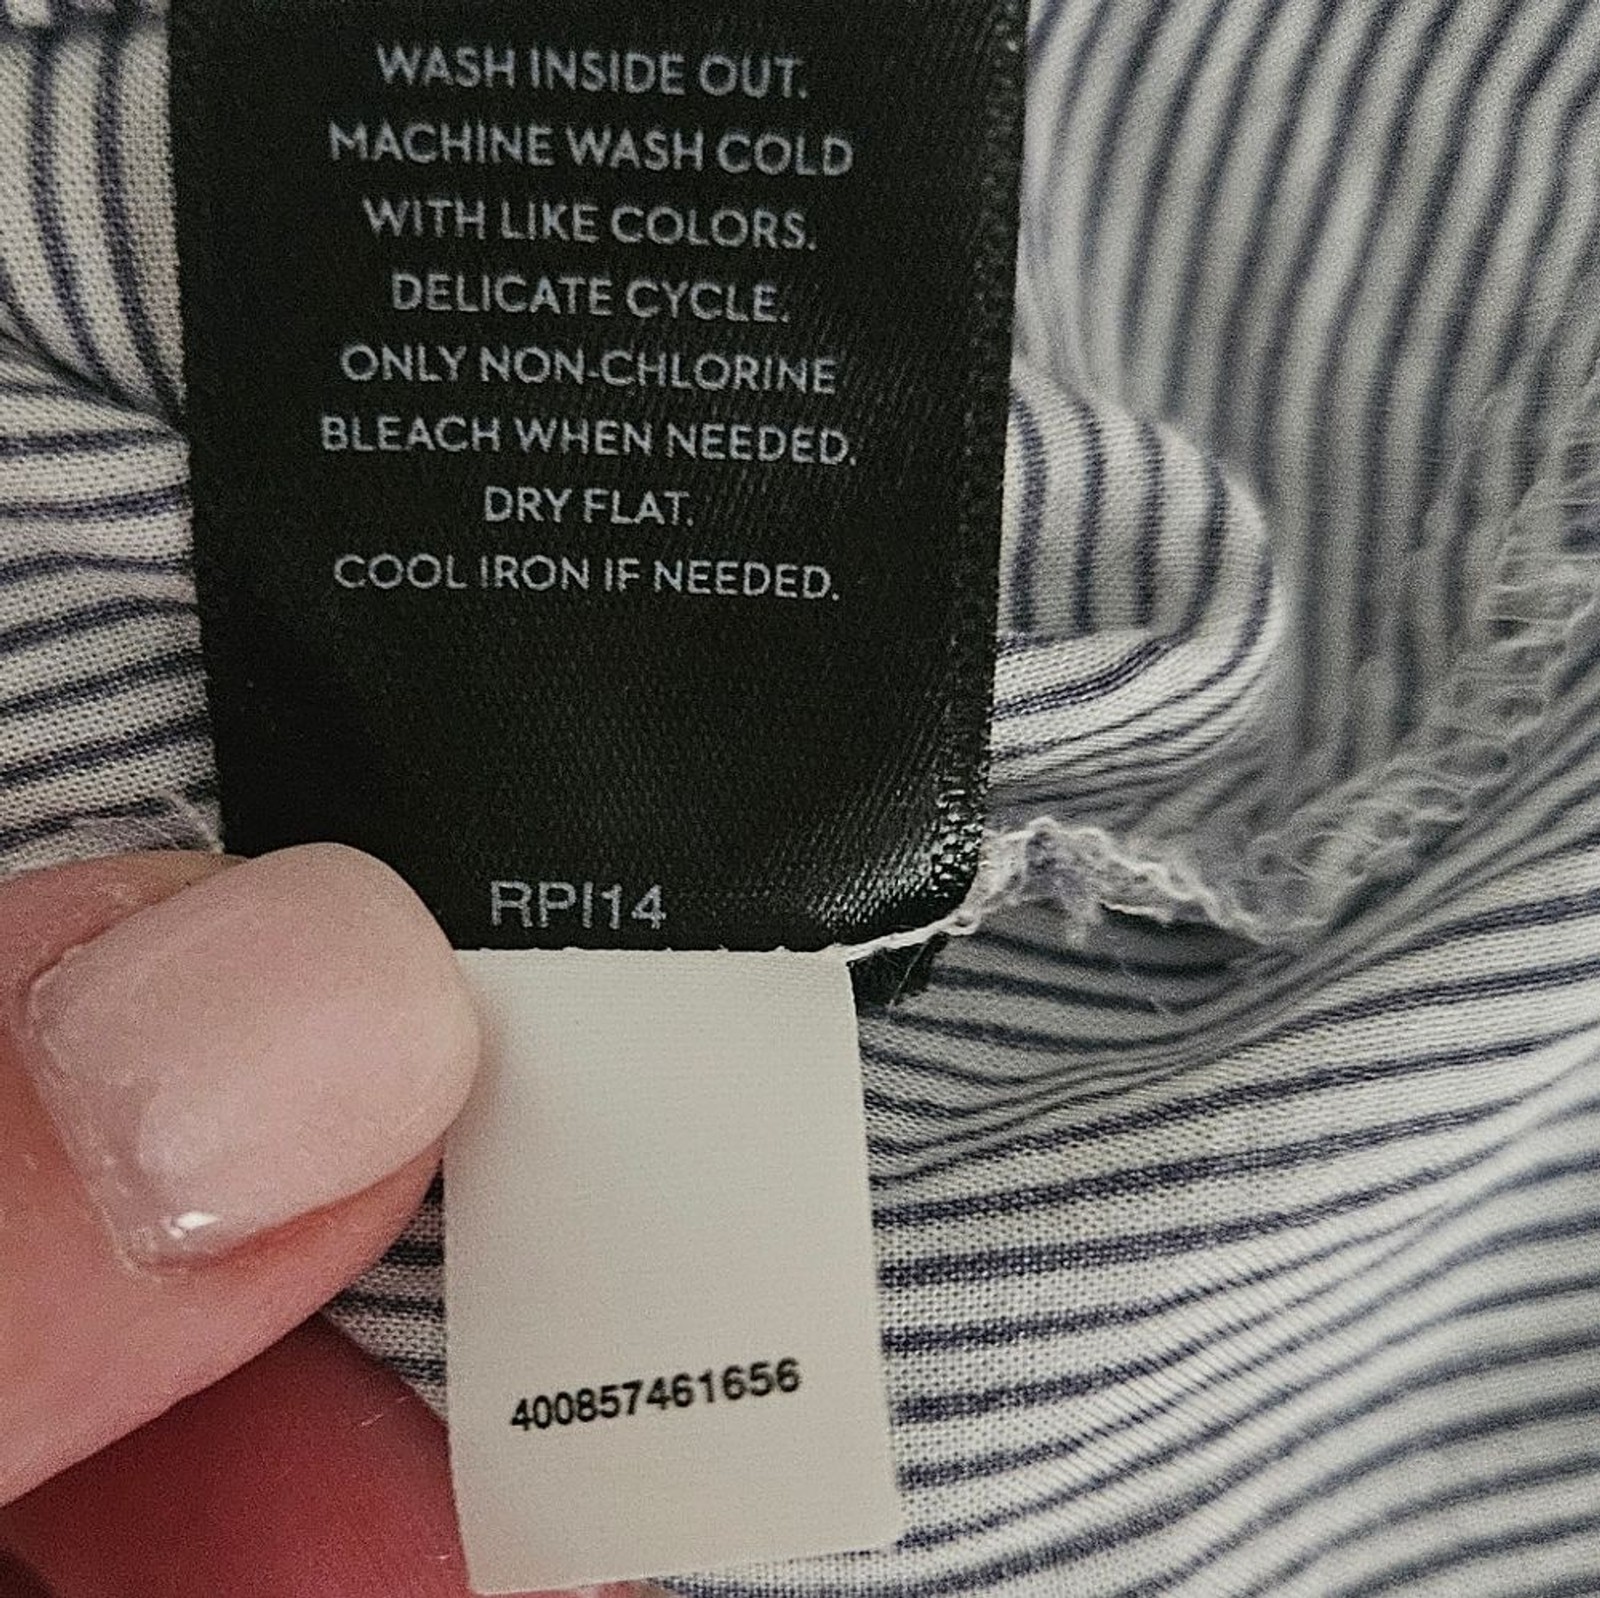 WASH INSIDE OUT.
MACHINE WASH COLD
WITH LIKE COLORS.
DELICATE CYCLE.
ONLY NON-CHLORINE
BLEACH WHEN NEEDED.
DRY FLAT.
COOL IRON IF NEEDED.
RPI14
400857461656